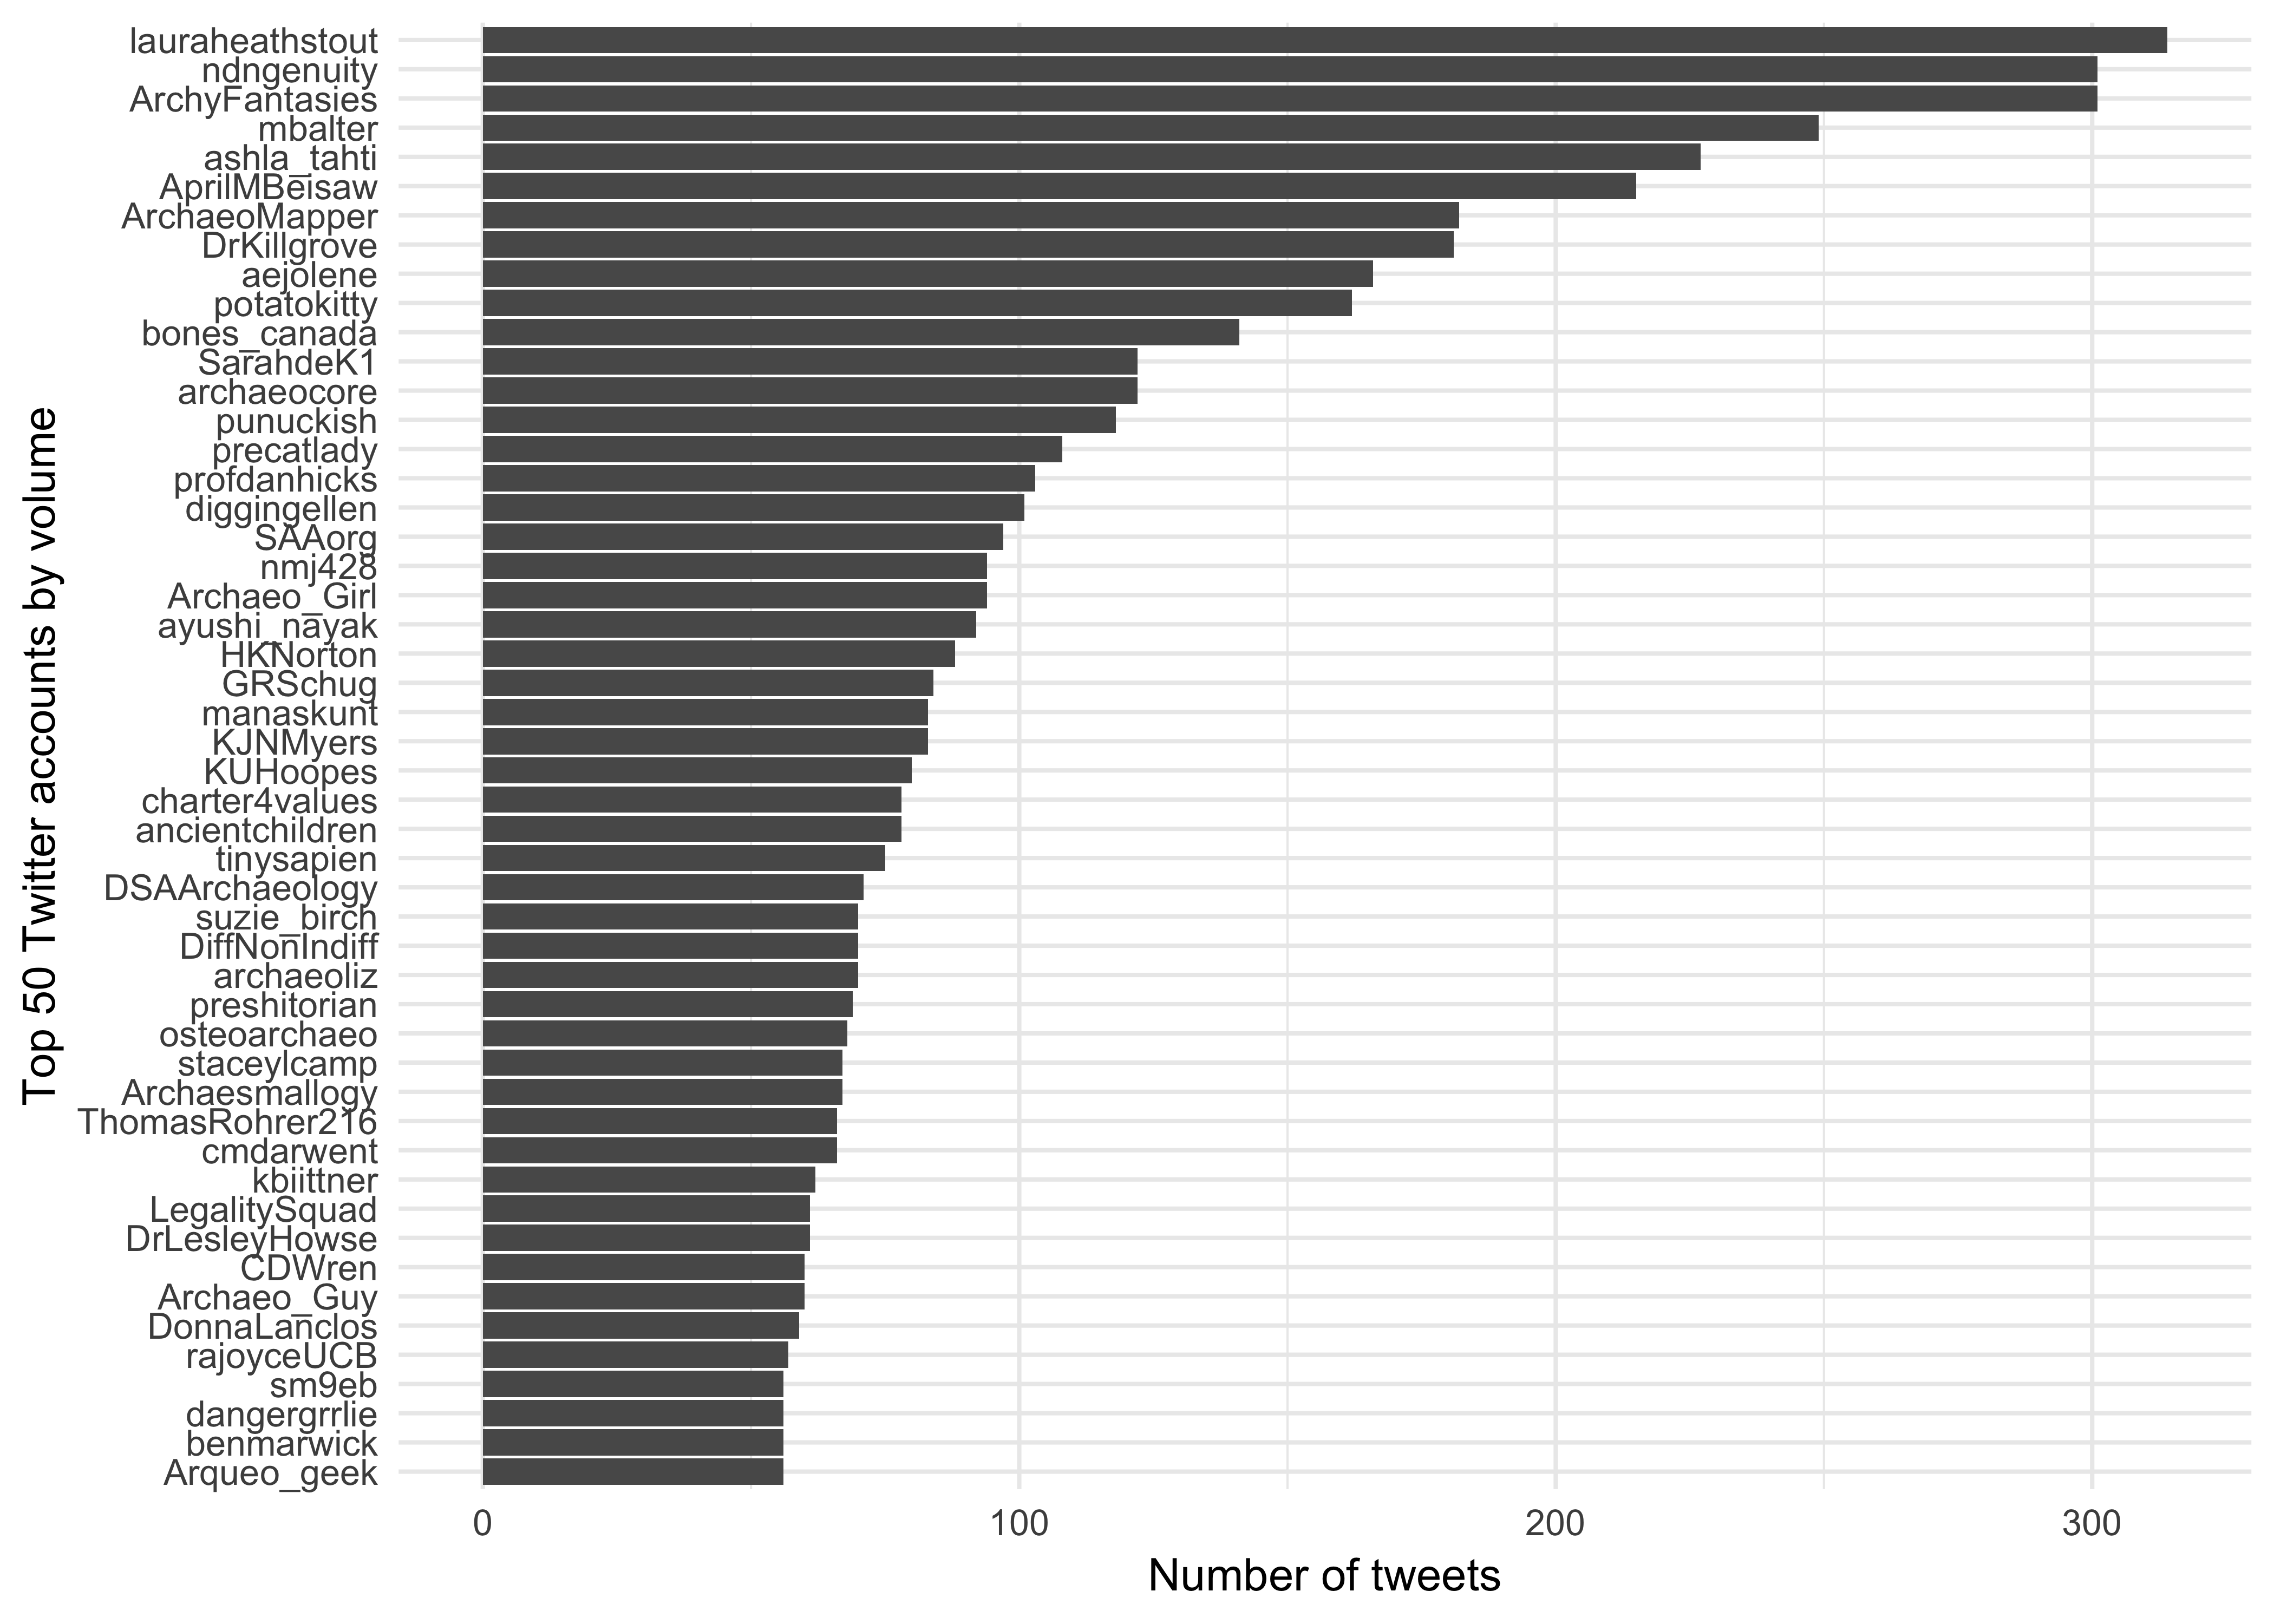 lauraheathstout
ndngenuity
ArchyFantasies
mbalter
ashla_tahti
AprilMBeisaw
ArchaeoMapper
DrKillgrove
aejolene
potatokitty
bones_canada
SarahdeK1
archaeocore
punuckish
precatlady
profdanhicks
diggingellen
SAAorg
nmj428
Archaeo_Girl
ayushi_nayak
HKNorton
GRSchug
manaskunt
KJNMyers
KUHoopes
charter4values
ancientchildren
tinysapien
DSAArchaeology
suzie_birch
DiffNonIndiff
archaeoliz
preshitorian
osteoarchaeo
staceylcamp
Archaesmallogy
ThomasRohrer216
cmdarwent
kbiittner
LegalitySquad
DrLesleyHowse
CDWren
Archaeo_Guy
DonnaLanclos
rajoyceUCB
sm9eb
dangergrrlie
benmarwick
Arqueo_geek
Top 50 Twitter accounts by volume
0 100 200 300
Number of tweets